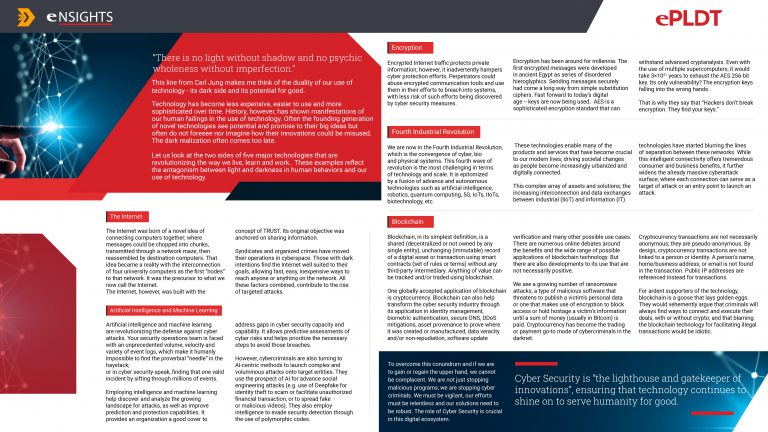 eNSIGHTS
ePLDT
"There is no light without shadow and no psychic
wholeness without imperfection."
This line from Carl Jung makes me think of the duality of our use of
technology - its dark side and its potential for good.
Technology has become less expensive, easier to use and more
sophisticated over time. History, however, has shown manifestations of
our human failings in the use of technology. Often the founding generation
of novel technologies see potential and promise to their big ideas but
often do not foresee nor imagine how their innovations could be misused.
The dark realization often comes too late.
Let us look at the two sides of five major technologies that are
revolutionizing the way we live, learn and work. These examples reflect
the antagonism between light and darkness in human behaviors and our
use of technology.
The Internet
The Internet was born of a novel idea of
connecting computers together, where
messages could be chopped into chunks,
transmitted through a network maze, then
reassembled by destination computers. That
idea became a reality with the interconnection
of four university computers as the first "nodes"
to that network. It was the precursor to what we
now call the Internet.
The Internet, however, was built with the
concept of TRUST. Its original objective was
anchored on sharing information.
Syndicates and organized crimes have moved
their operations in cyberspace. Those with dark
intentions find the Internet well suited to their
goals, allowing fast, easy, inexpensive ways to
reach anyone or anything on the network. All
these factors combined, contribute to the rise
of targeted attacks.
Artificial Intelligence and Machine Learning
Artificial intelligence and machine learning
are revolutionizing the defense against cyber
attacks. Your security operations team is faced
with an unprecedented volume, velocity and
variety of event logs, which make it humanly
impossible to find the proverbial "needle" in the
haystack;
or in cyber security-speak, finding that one valid
incident by sifting through millions of events.
Employing intelligence and machine learning
help discover and analyze the growing
landscape for attacks, as well as improve
prediction and protection capabilities. It
provides an organization a good cover to
address gaps in cyber security capacity and
capability. It allows predictive assessments of
cyber risks and helps prioritize the necessary
steps to avoid those breaches.
However, cybercriminals are also turning to
AI-centric methods to launch complex and
voluminous attacks onto target entities. They
use the prospect of AI for advance social
engineering attacks (e.g. use of Deepfake for
identity theft to scam or facilitate unauthorized
financial transaction, or to spread fake
or malicious videos). They also employ
intelligence to evade security detection through
the use of polymorphic codes.
Encryption
Encrypted Internet traffic protects private
information; however, it inadvertently hampers
cyber protection efforts. Perpetrators could
abuse encrypted communication tools and use
them in their efforts to breach into systems,
with less risk of such efforts being discovered
by cyber security measures.
Encryption has been around for millennia. The
first encrypted messages were developed
in ancient Egypt as series of disordered
hieroglyphics. Sending messages securely
had come a long way from simple substitution
ciphers. Fast forward to today's digital
age – keys are now being used. AES is a
sophisticated encryption standard that can
withstand advanced cryptanalysis. Even with
the use of multiple supercomputers, it would
take 3×10⁵¹ years to exhaust the AES 256-bit
key. Its only vulnerability? The encryption keys
falling into the wrong hands.
That is why they say that "Hackers don't break
encryption. They find your keys."
Fourth Industrial Revolution
We are now in the Fourth Industrial Revolution,
which is the convergence of cyber, bio
and physical systems. This fourth wave of
revolution is the most challenging in terms
of technology and scale. It is epitomized
by a fusion of advance and autonomous
technologies such as artificial intelligence,
robotics, quantum computing, 5G, IoTs, IIoTs,
biotechnology, etc.
These technologies enable many of the
products and services that have become crucial
to our modern lives, driving societal changes
as people become increasingly urbanized and
digitally connected.
This complex array of assets and solutions; the
increasing interconnection and data exchanges
between industrial (IIoT) and information (IT)
technologies have started blurring the lines
of separation between these networks. While
this intelligent connectivity offers tremendous
consumer and business benefits, it further
widens the already massive cyberattack
surface, where each connection can serve as a
target of attack or an entry point to launch an
attack.
Blockchain
Blockchain, in its simplest definition, is a
shared (decentralized or not owned by any
single entity), unchanging (immutable) record
of a digital asset or transaction using smart
contracts (set of rules or terms) without any
third-party intermediary. Anything of value can
be tracked and/or traded using blockchain.
One globally accepted application of blockchain
is cryptocurrency. Blockchain can also help
transform the cyber security industry through
its application in identity management,
biometric authentication, secure DNS, DDoS
mitigations, asset provenance to prove where
it was created or manufactured, data veracity
and/or non-repudiation, software update
verification and many other possible use cases.
There are numerous online debates around
the benefits and the wide range of possible
applications of blockchain technology. But
there are also developments to its use that are
not necessarily positive.
We see a growing number of ransomware
attacks, a type of malicious software that
threatens to publish a victim's personal data
or one that makes use of encryption to block
access or hold hostage a victim's information
until a sum of money (usually in Bitcoin) is
paid. Cryptocurrency has become the trading
or payment go-to mode of cybercriminals in the
darknet.
Cryptocurrency transactions are not necessarily
anonymous; they are pseudo-anonymous. By
design, cryptocurrency transactions are not
linked to a person or identity. A person's name,
home/business address, or email is not found
in the transaction. Public IP addresses are
referenced instead for transactions.
For ardent supporters of the technology,
blockchain is a goose that lays golden eggs.
They would vehemently argue that criminals will
always find ways to connect and execute their
deals, with or without crypto; and that blaming
the blockchain technology for facilitating illegal
transactions would be idiotic.
To overcome this conundrum and if we are
to gain or regain the upper hand, we cannot
be complacent. We are not just stopping
malicious programs; we are stopping cyber
criminals. We must be vigilant, our efforts
must be relentless and our solutions need to
be robust. The role of Cyber Security is crucial
in this digital ecosystem.
Cyber Security is "the lighthouse and gatekeeper of
innovations", ensuring that technology continues to
shine on to serve humanity for good.